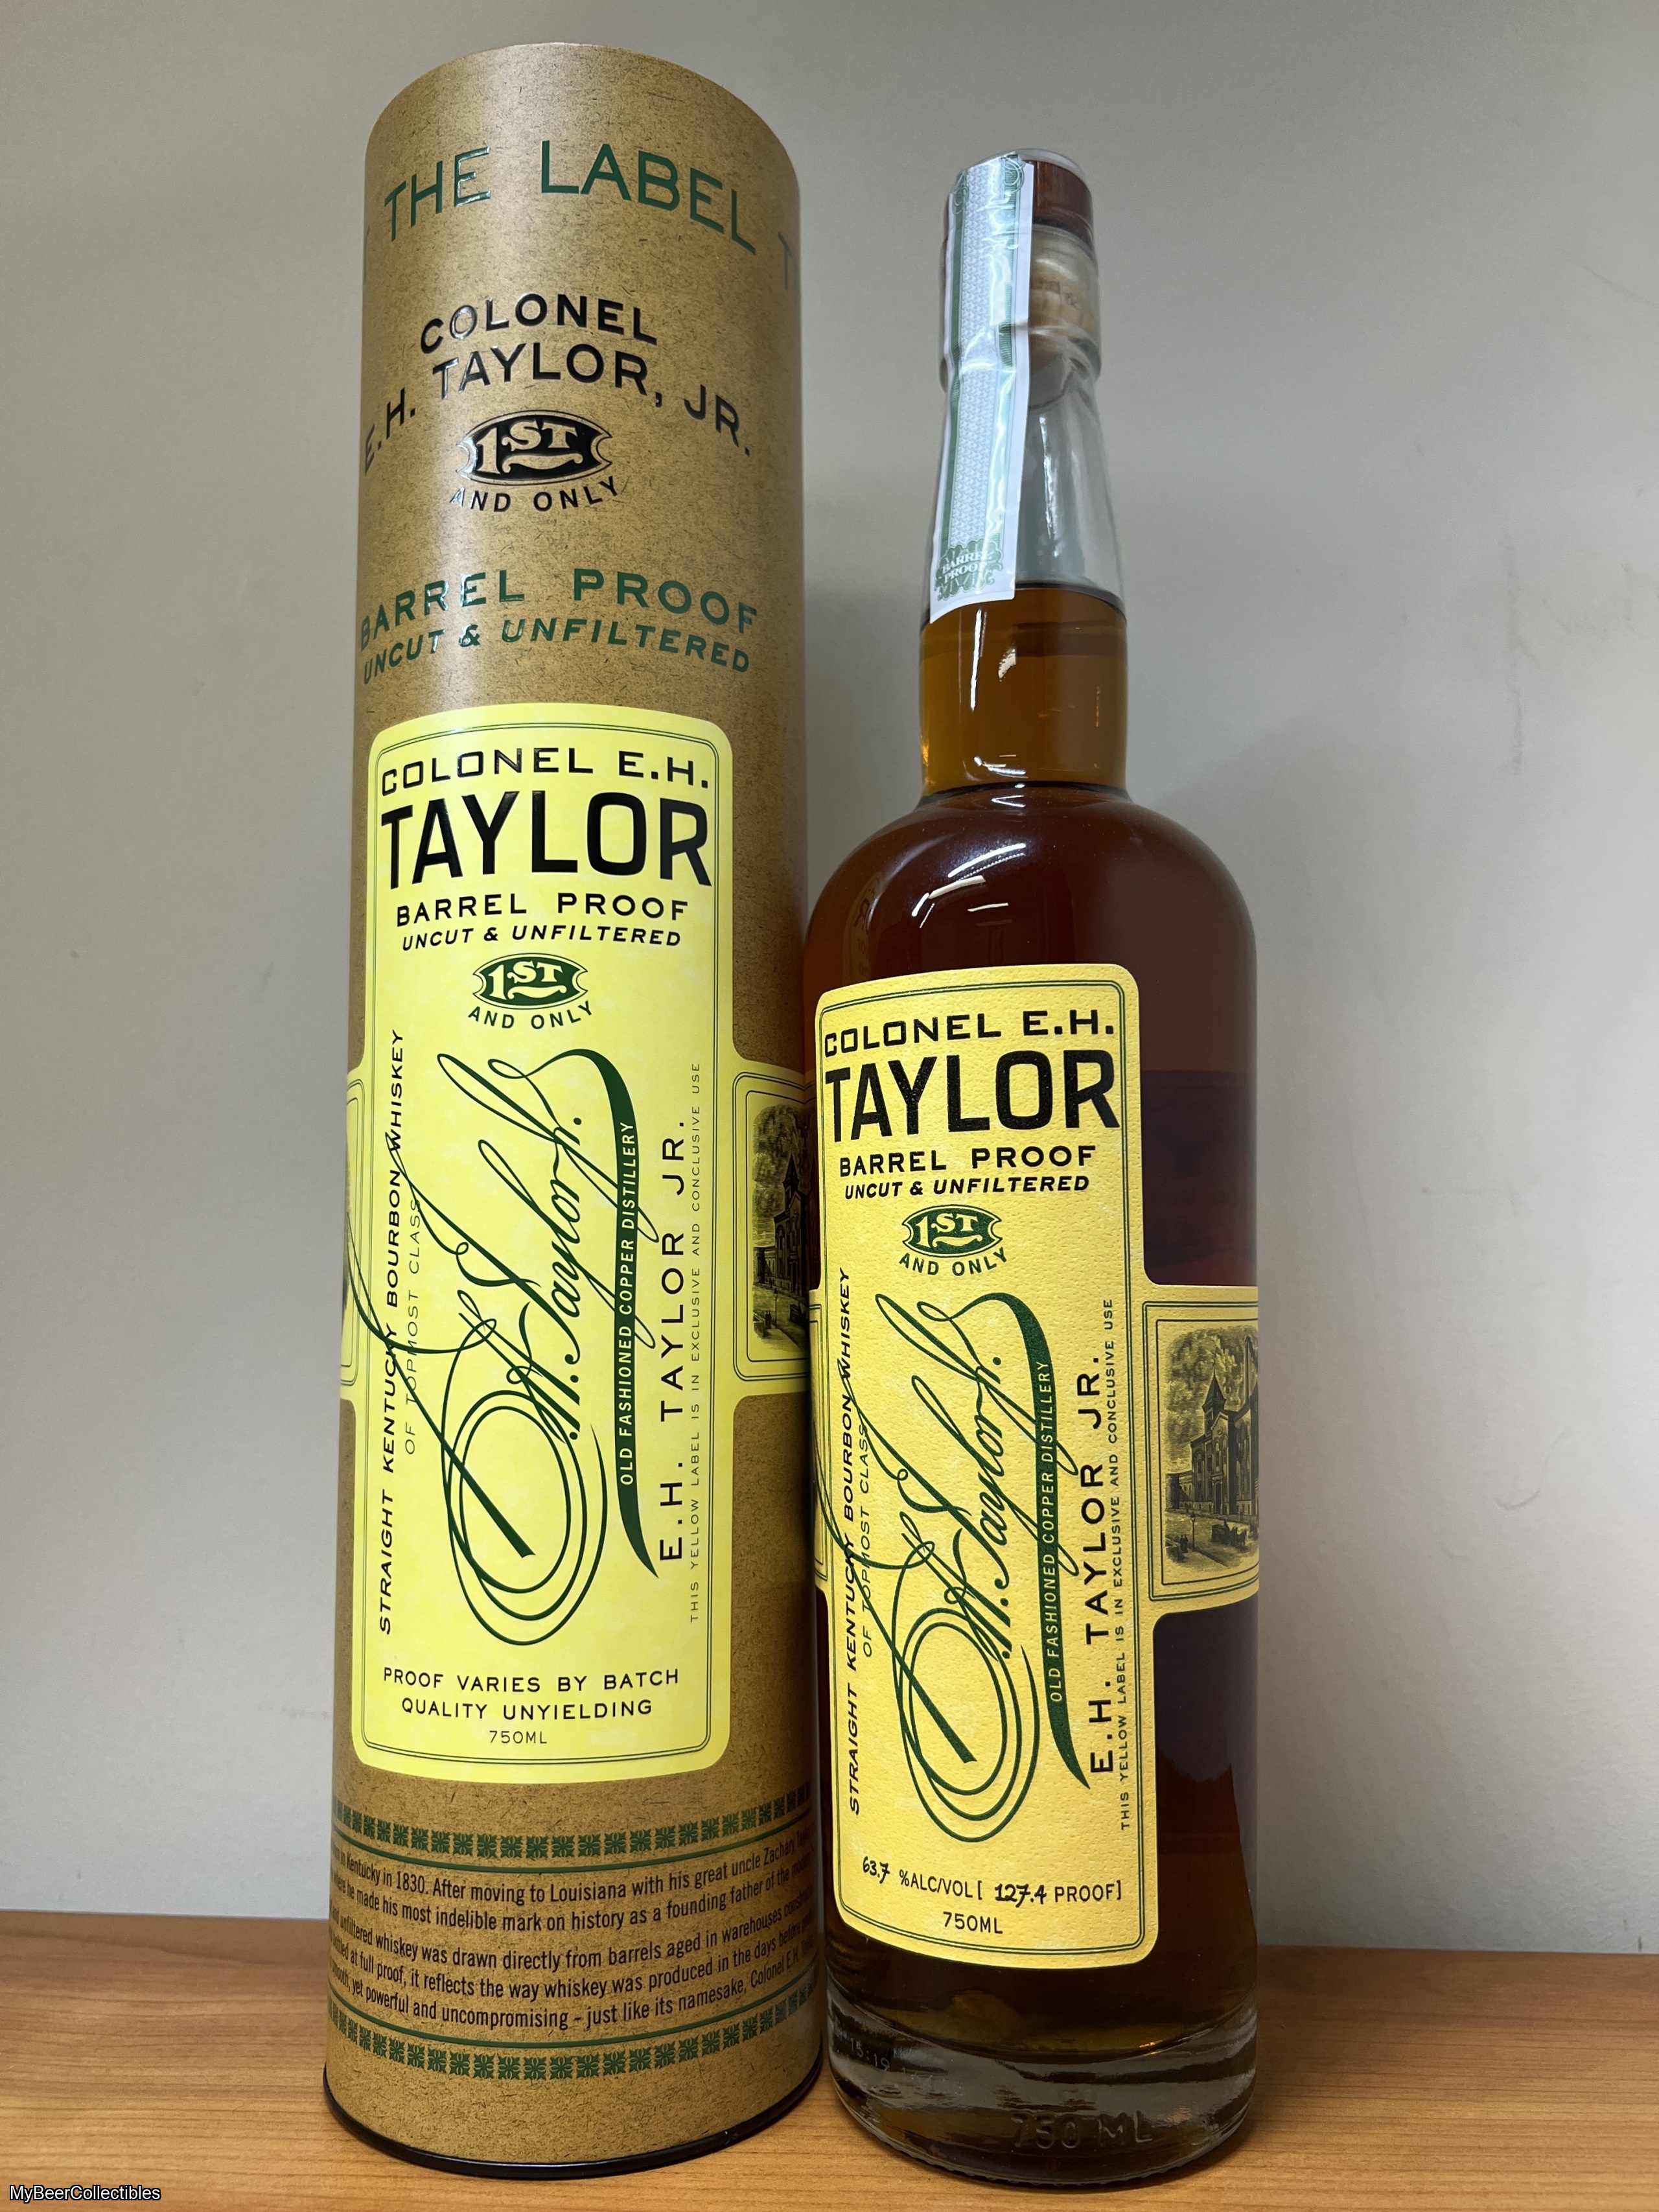 THE LABEL
COLONEL
E.H. TAYLOR, JR.
1ST
AND ONLY
BARREL PROOF
UNCUT & UNFILTERED
COLONEL E.H.
TAYLOR
BARREL PROOF
UNCUT & UNFILTERED
1ST
AND ONLY
STRAIGHT KENTUCKY BOURBON WHISKEY
OF TOPMOST CLASS
E.H. Taylor Jr.
OLD FASHIONED COPPER DISTILLERY
E.H. TAYLOR JR.
THIS YELLOW LABEL IS IN EXCLUSIVE AND CONCLUSIVE USE
PROOF VARIES BY BATCH
QUALITY UNYIELDING
750ML
in Kentucky in 1830. After moving to Louisiana with his great uncle Zachary
he made his most indelible mark on history as a founding father of the
unfiltered whiskey was drawn directly from barrels aged in warehouses
at full proof, it reflects the way whiskey was produced in the days before
smooth, yet powerful and uncompromising – just like its namesake, Colonel E.H.
BARREL
PROOF
COLONEL E.H.
TAYLOR
BARREL PROOF
UNCUT & UNFILTERED
1ST
AND ONLY
STRAIGHT KENTUCKY BOURBON WHISKEY
OF TOPMOST CLASS
E.H. Taylor Jr.
OLD FASHIONED COPPER DISTILLERY
E.H. TAYLOR JR.
THIS YELLOW LABEL IS IN EXCLUSIVE AND CONCLUSIVE USE
63.7 %ALC/VOL [ 127.4 PROOF]
750ML
15:19
750 ML
MyBeerCollectibles